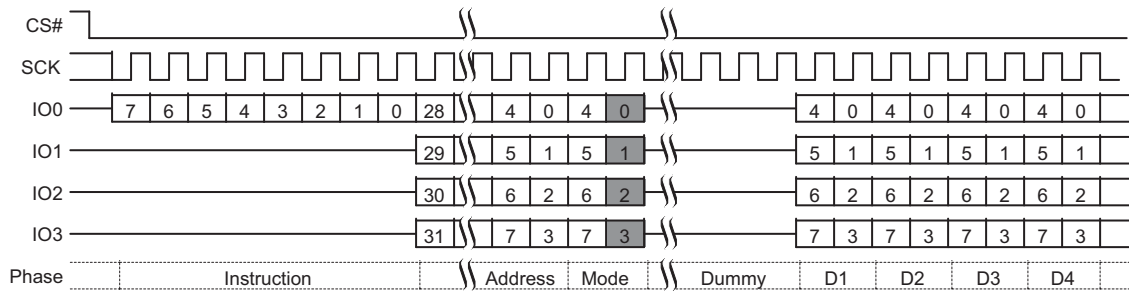 CS#
SCK
IO0 7 6 5 4 3 2 1 0 28 4 0 4 0 4 0 4 0 4 0 4 0
IO1 29 5 1 5 1 5 1 5 1 5 1 5 1
IO2 30 6 2 6 2 6 2 6 2 6 2 6 2
IO3 31 7 3 7 3 7 3 7 3 7 3 7 3
Phase Instruction Address Mode Dummy D1 D2 D3 D4